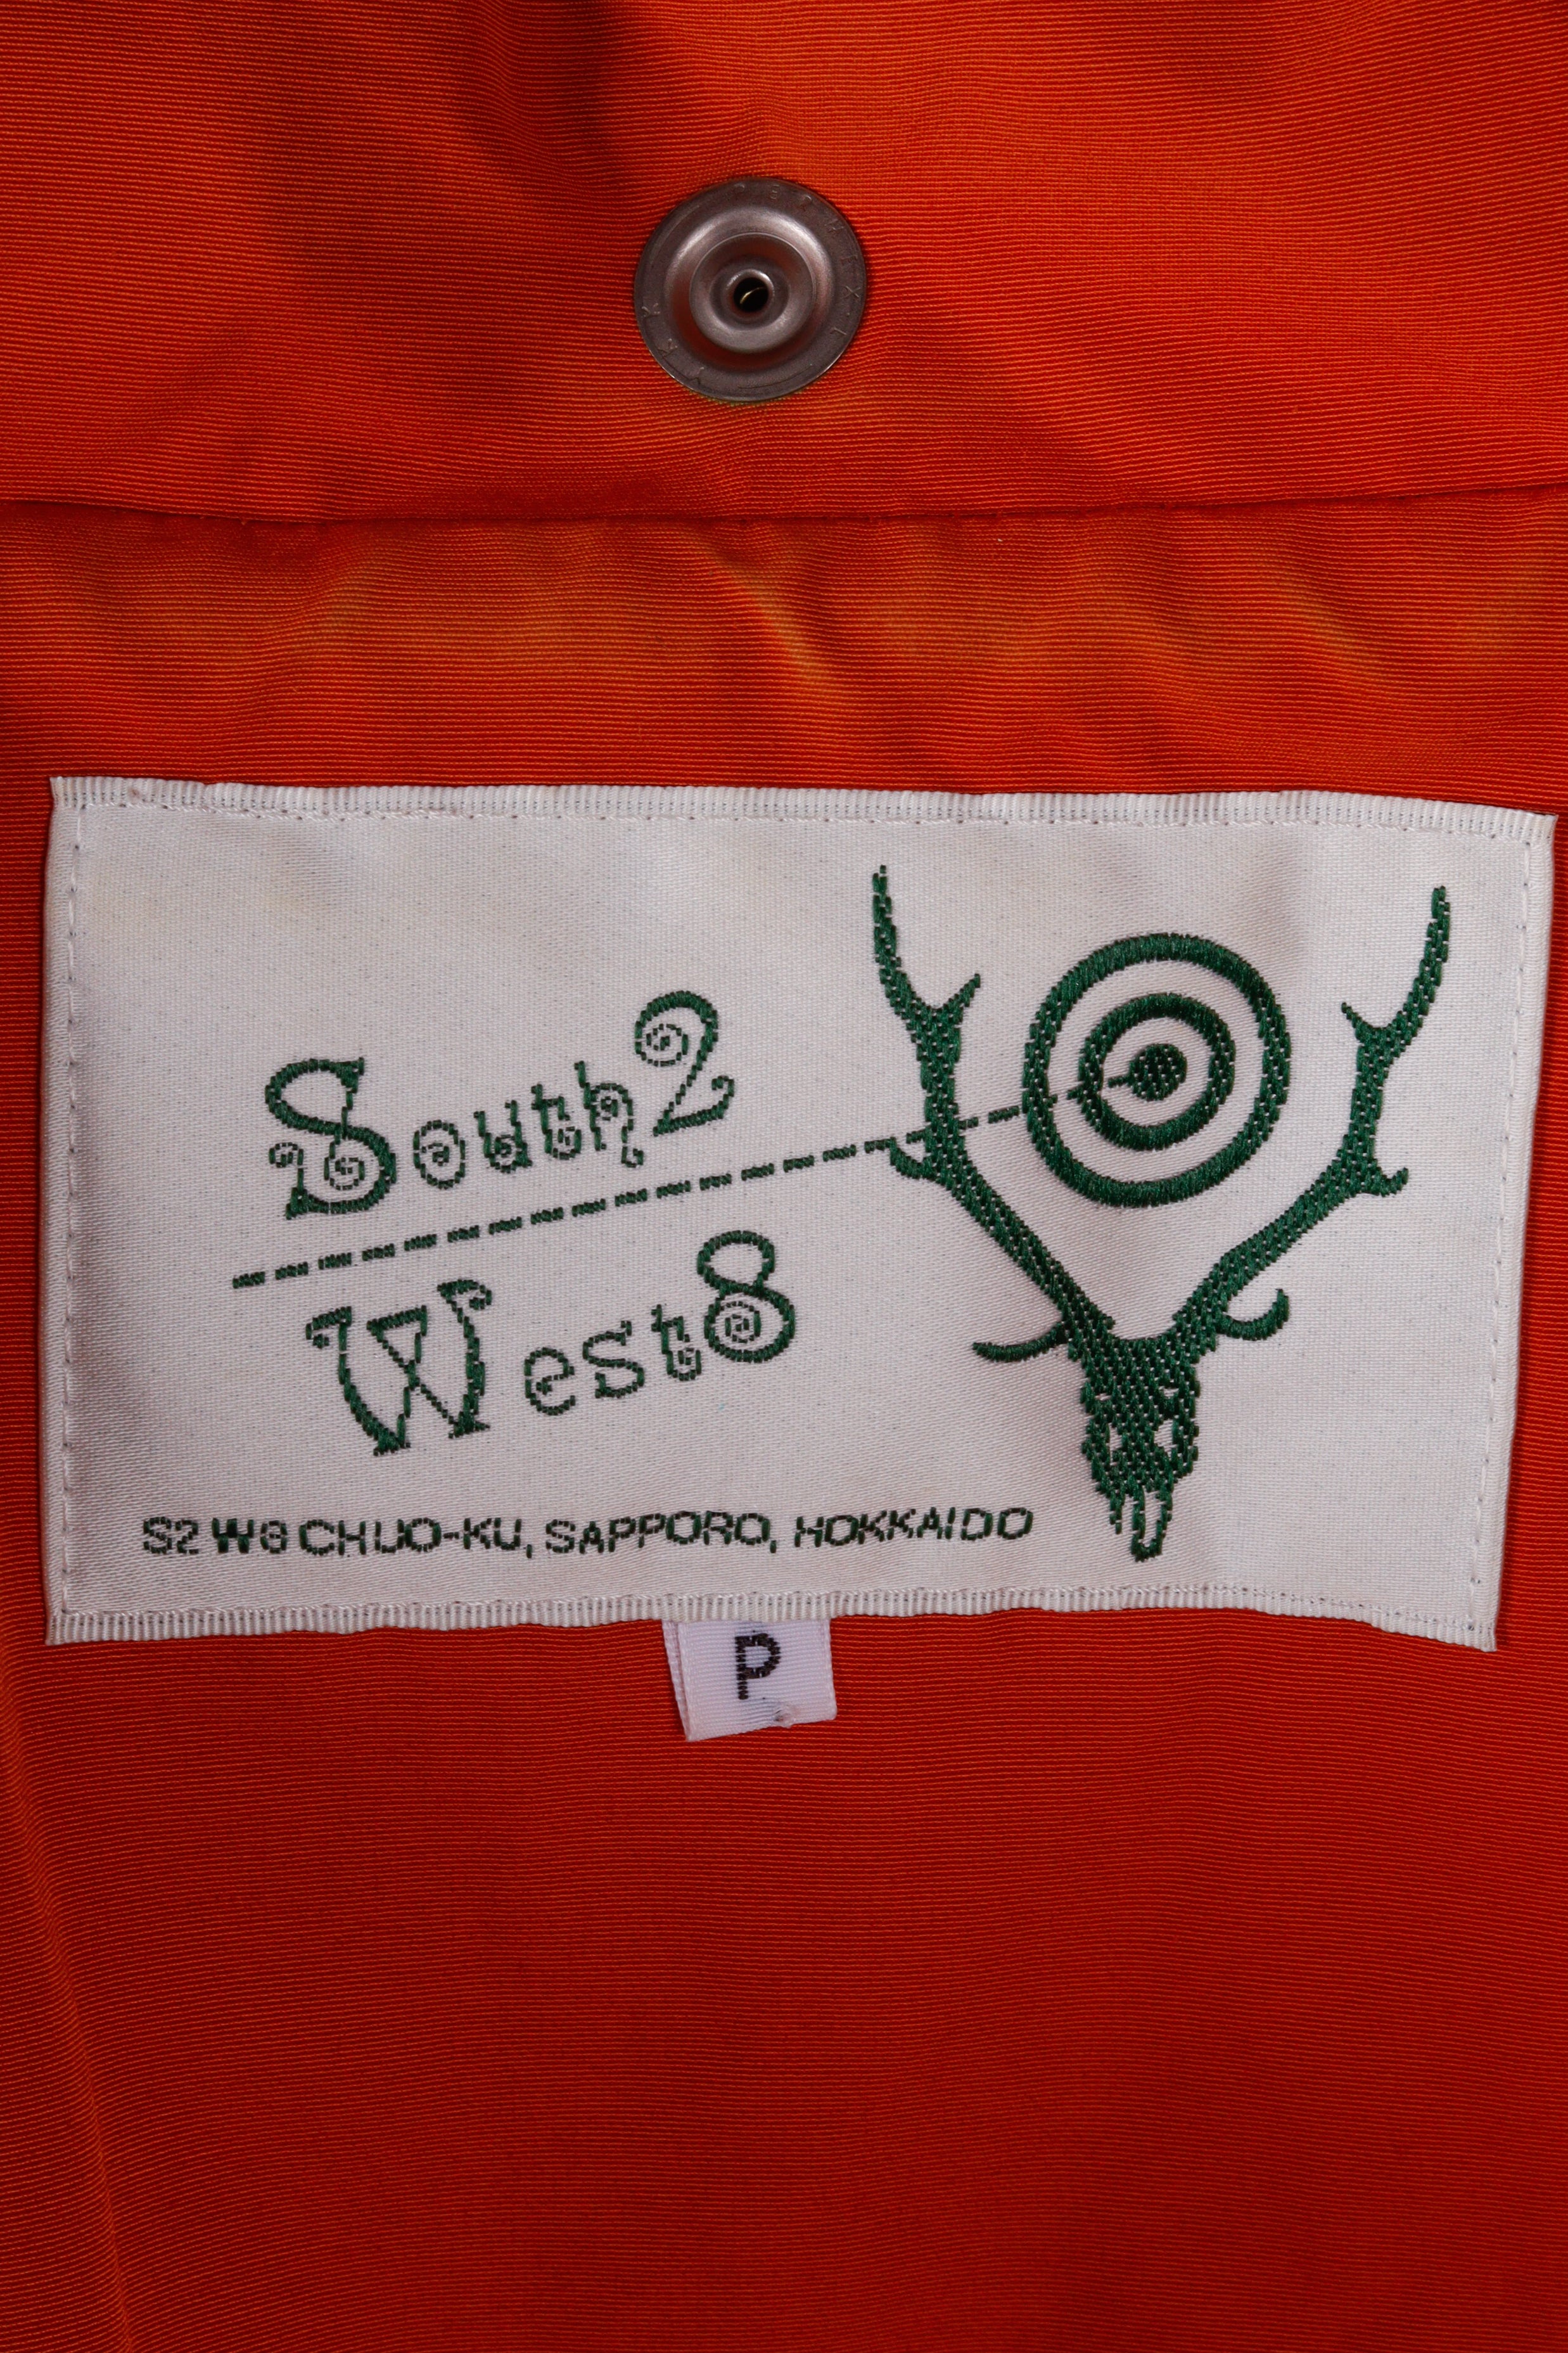 South2
West8
S2 W8 CHUO-KU, SAPPORO, HOKKAIDO
P